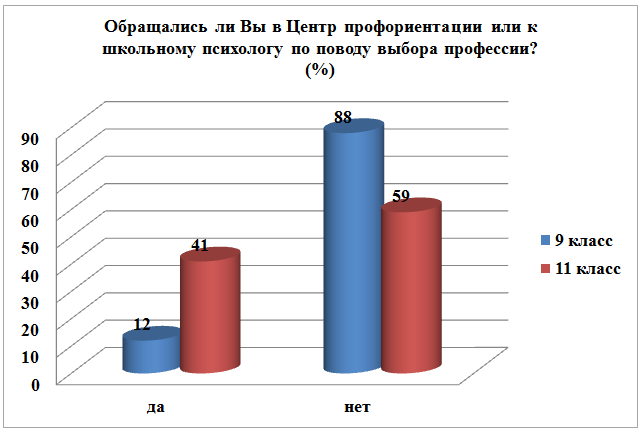 Обращались ли Вы в Центр профориентации или к
школьному психологу по поводу выбора профессии?
(%)
90
80
70
60
50
40
30
20
10
0
12
41
88
59
да
нет
9 класс
11 класс